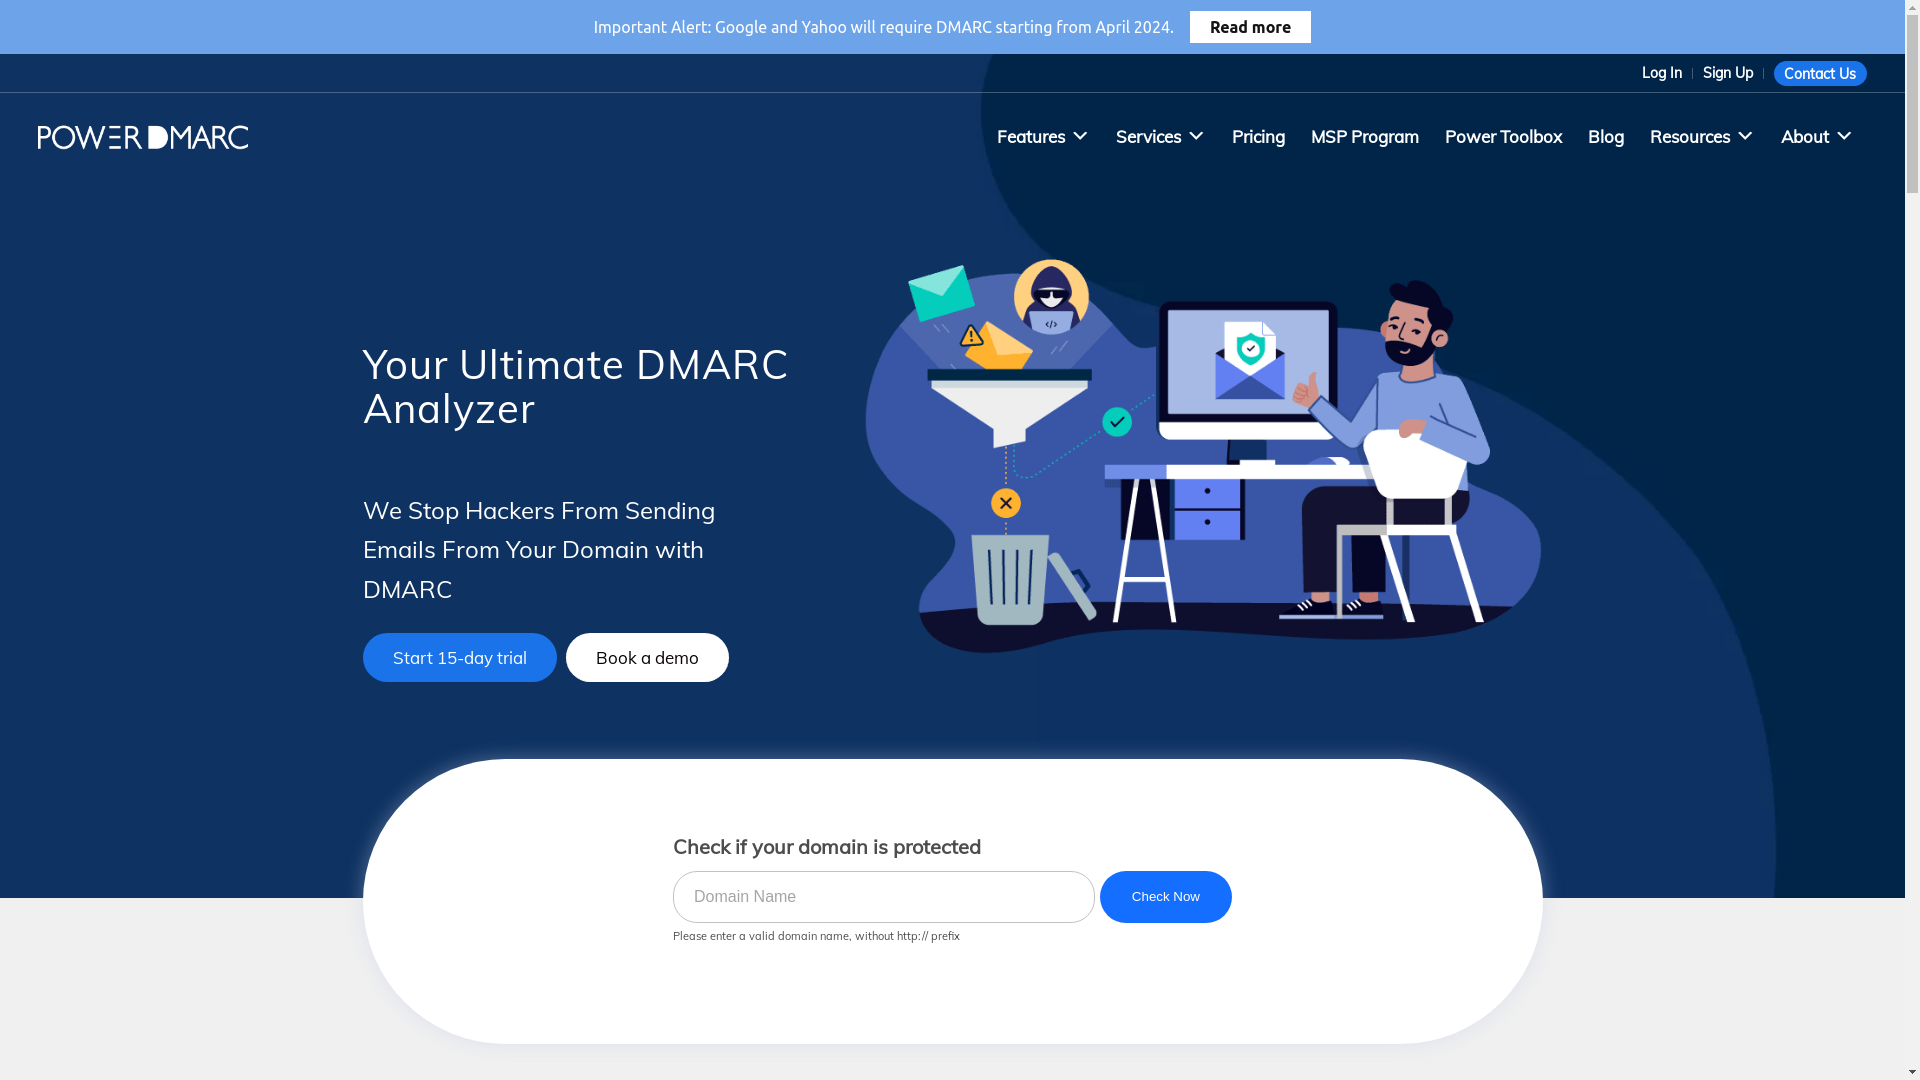 Important Alert: Google and Yahoo will require DMARC starting from April 2024. Read more
Log In Sign Up Contact Us
POWER DMARC
Features Services Pricing MSP Program Power Toolbox Blog Resources About
Your Ultimate DMARC
Analyzer
We Stop Hackers From Sending
Emails From Your Domain with
DMARC
Start 15-day trial Book a demo
Check if your domain is protected
Domain Name Check Now
Please enter a valid domain name, without http:// prefix